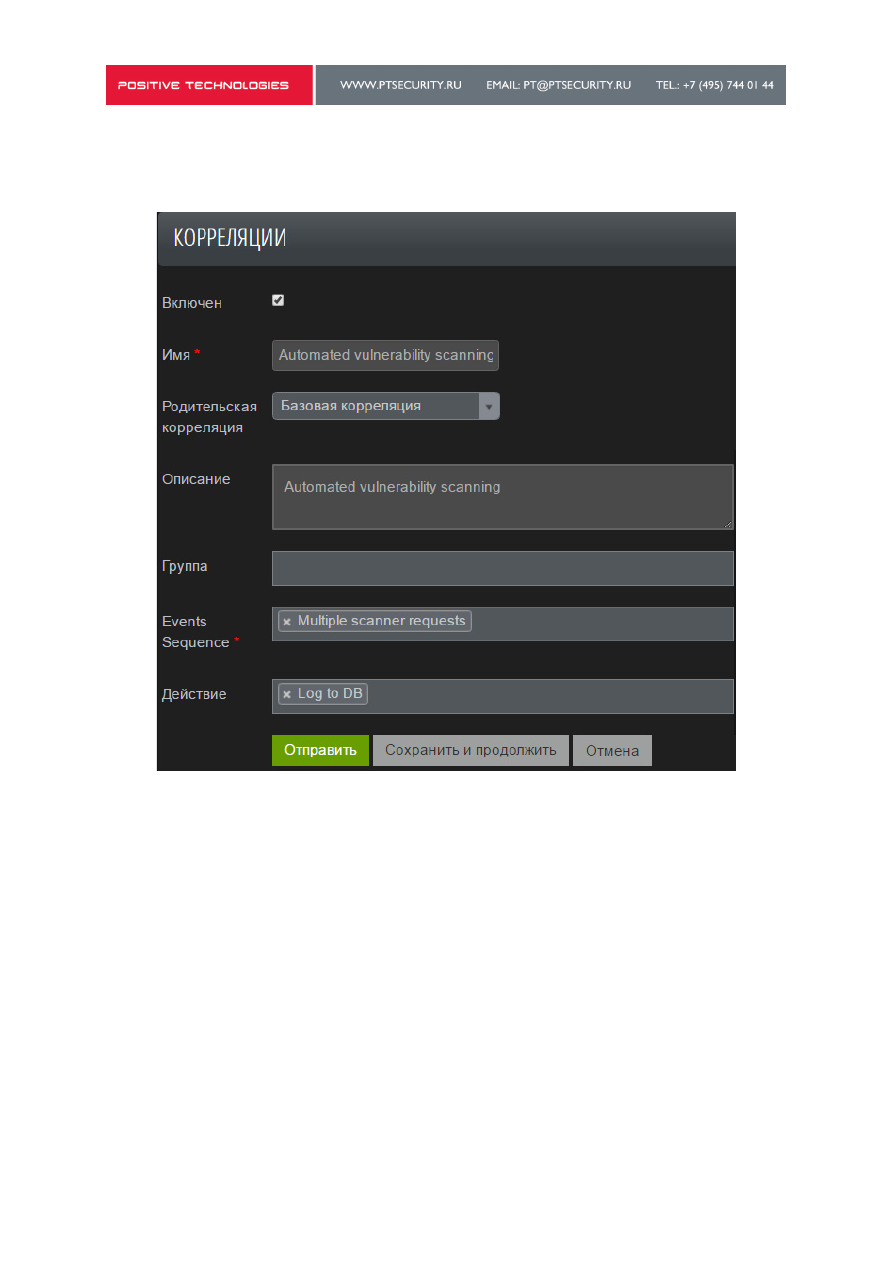 POSITIVE TECHNOLOGIES WWW.PTSECURITY.RU EMAIL: PT@PTSECURITY.RU TEL.: +7 (495) 744 01 44
КОРРЕЛЯЦИИ
Включен
Имя * Automated vulnerability scanning
Родительская
корреляция
Базовая корреляция
Описание
Automated vulnerability scanning
Группа
Events
Sequence *
× Multiple scanner requests
Действие
× Log to DB
Отправить Сохранить и продолжить Отмена